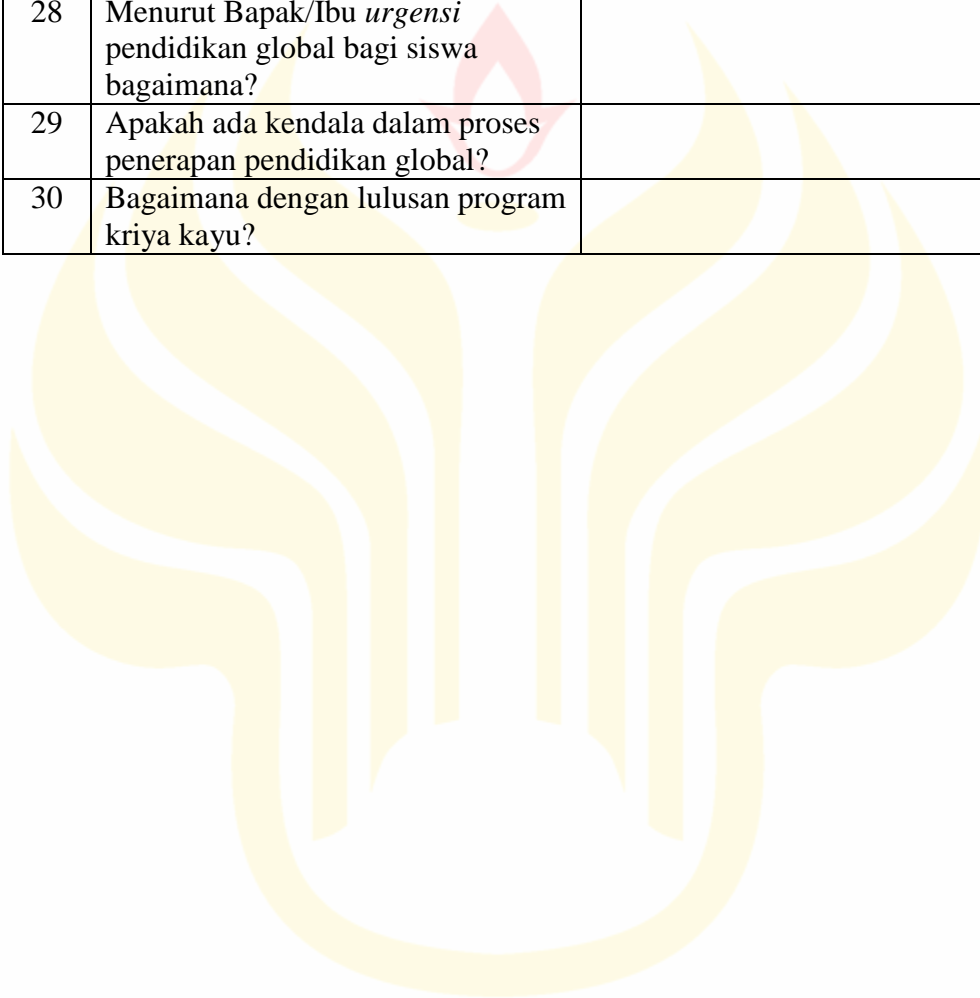 28 Menurut Bapak/Ibu urgensi
pendidikan global bagi siswa
bagaimana?
29 Apakah ada kendala dalam proses
penerapan pendidikan global?
30 Bagaimana dengan lulusan program
kriya kayu?